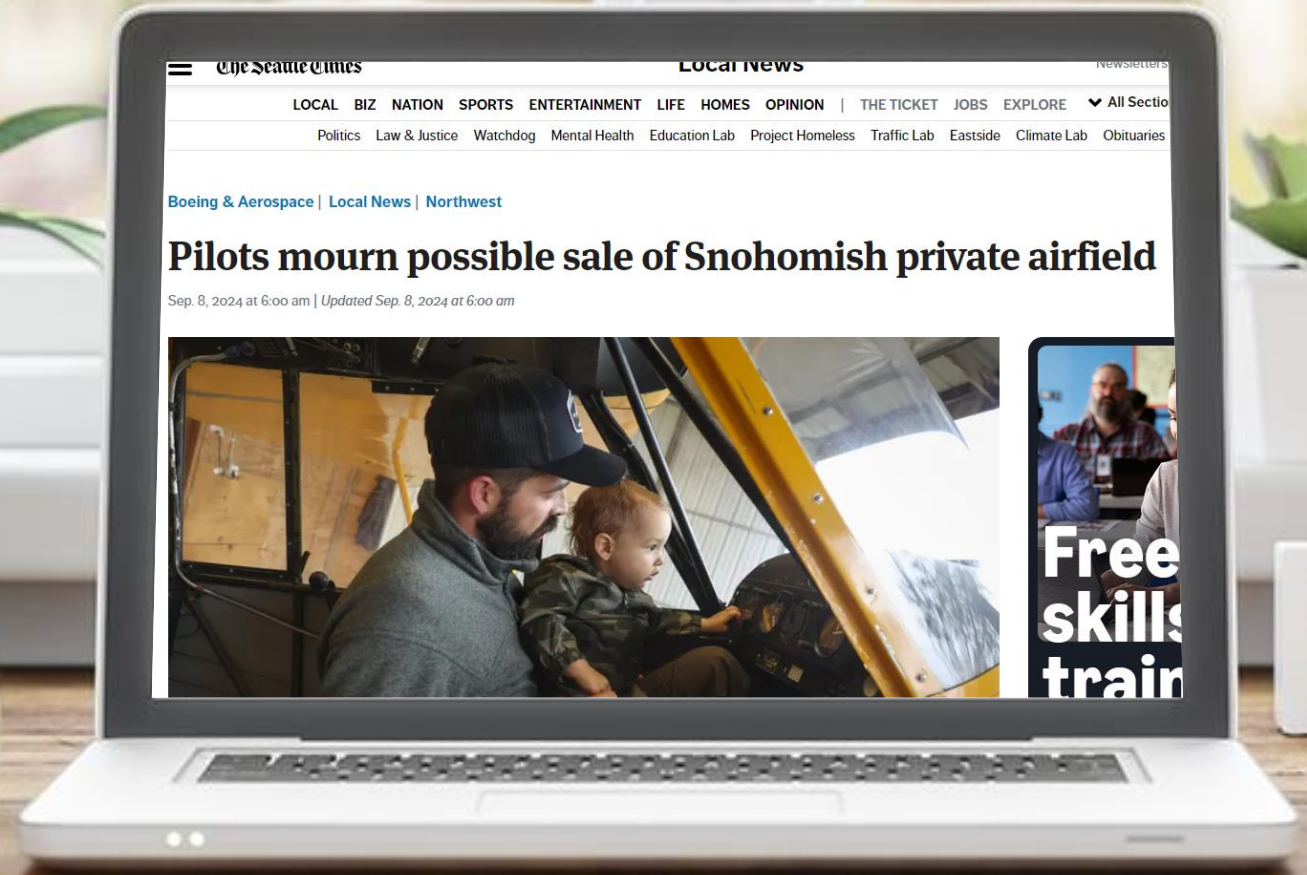 The Seattle Times
Local News
Newsletters
LOCAL BIZ NATION SPORTS ENTERTAINMENT LIFE HOMES OPINION | THE TICKET JOBS EXPLORE All Sectio
Politics Law & Justice Watchdog Mental Health Education Lab Project Homeless Traffic Lab Eastside Climate Lab Obituaries
Boeing & Aerospace | Local News | Northwest
Pilots mourn possible sale of Snohomish private airfield
Sep. 8, 2024 at 6:00 am | Updated Sep. 8, 2024 at 6:00 am
Free
skills
train